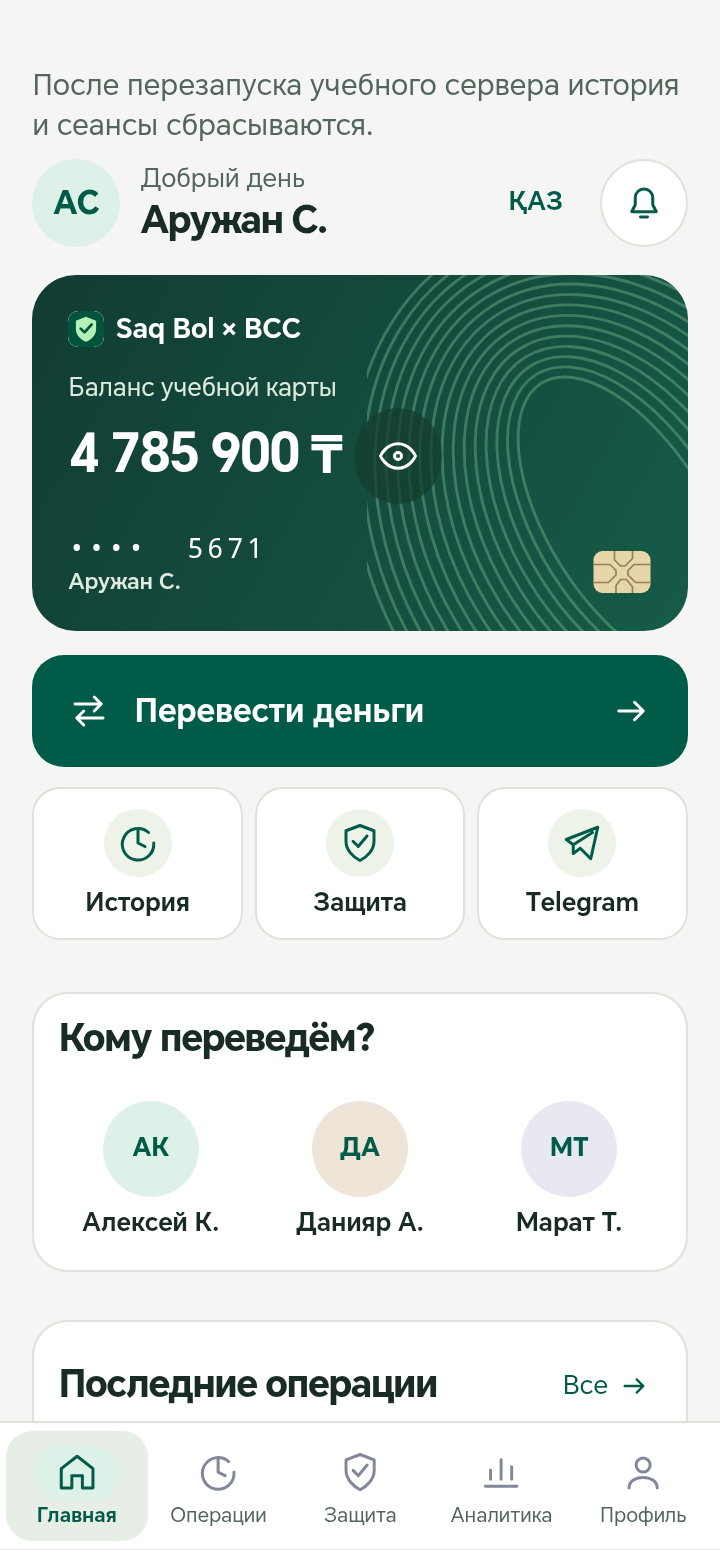 После перезапуска учебного сервера история
и сеансы сбрасываются.
АС
Добрый день
Аружан С.
ҚАЗ
Saq Bol × BCC
Баланс учебной карты
4 785 900 ₸
•••• 5671
Аружан С.
Перевести деньги
История
Защита
Telegram
Кому переведём?
АК
ДА
МТ
Алексей К.
Данияр А.
Марат Т.
Последние операции
Все →
Главная
Операции
Защита
Аналитика
Профиль